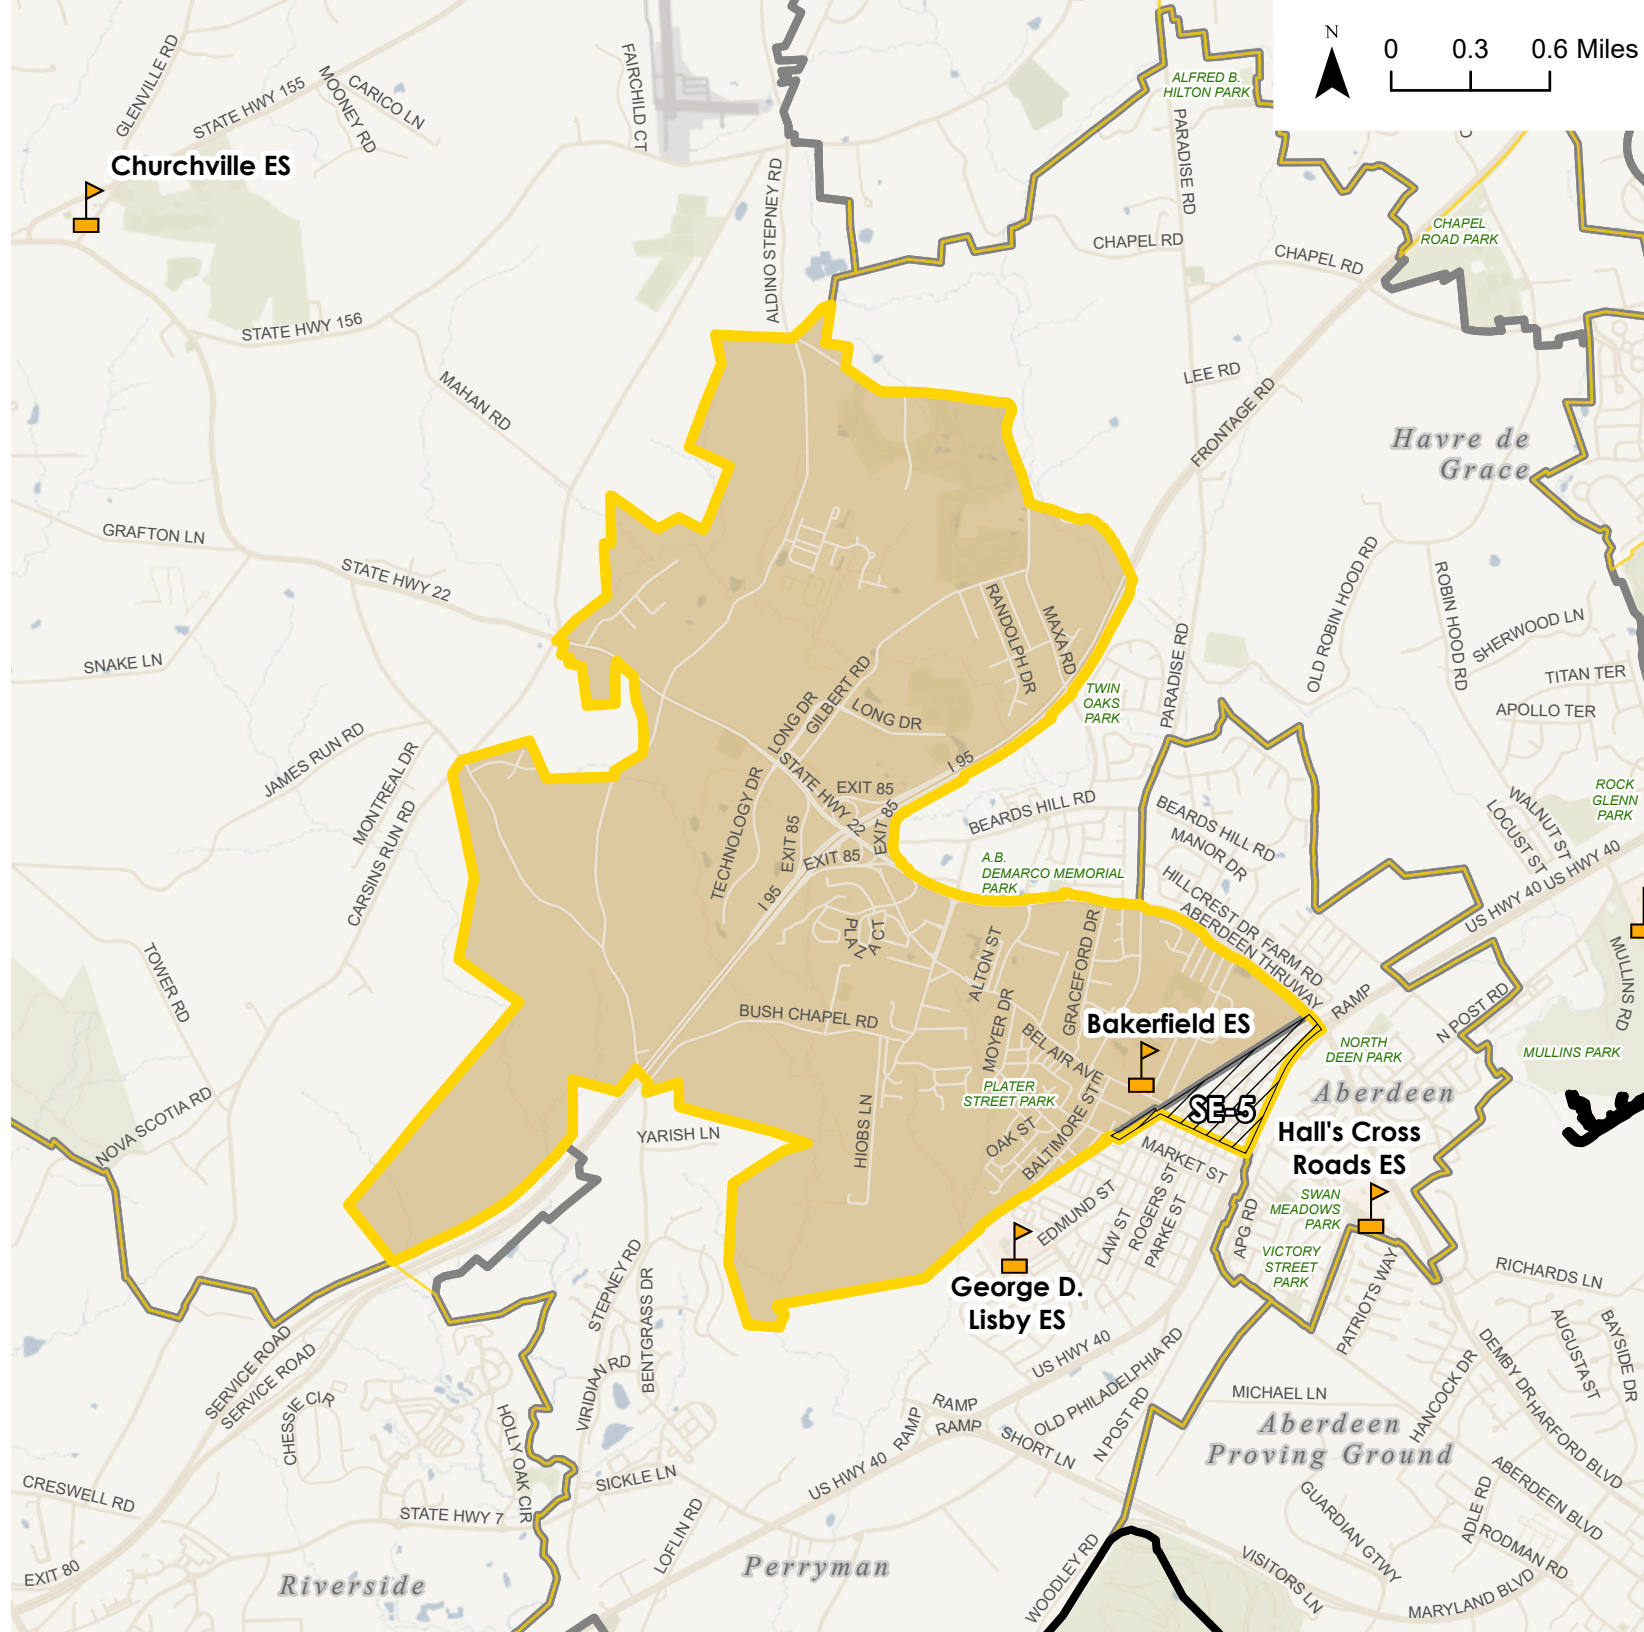 N
0 0.3 0.6 Miles
ALFRED B.
HILTON PARK
GLENVILLE RD
STATE HWY 155
MOONEY RD
CARICO LN
FAIRCHILD CT
PARADISE RD
Churchville ES
ALDINO STEPNEY RD
CHAPEL RD
CHAPEL RD
CHAPEL
ROAD PARK
STATE HWY 156
MAHAN RD
LEE RD
FRONTAGE RD
Havre de
Grace
GRAFTON LN
STATE HWY 22
OLD ROBIN HOOD RD
ROBIN HOOD RD
SHERWOOD LN
TITAN TER
APOLLO TER
RANDOLPH DR
MAXA RD
SNAKE LN
PARADISE RD
TWIN
OAKS
PARK
LONG DR
GILBERT RD
LONG DR
JAMES RUN RD
MONTREAL DR
CARSINS RUN RD
TECHNOLOGY DR
STATE HWY 22
I 95
EXIT 85
EXIT 85
EXIT 85
EXIT 85
I 95
BEARDS HILL RD
BEARDS HILL RD
MANOR DR
ROCK
GLENN
PARK
WALNUT ST
LOCUST ST
US HWY 40
US HWY 40
A.B.
DEMARCO MEMORIAL
PARK
HILLCREST DR
FARM RD
ABERDEEN THRUWAY
PLAZA CT
ALTON ST
GRACEFORD DR
TOWER RD
MULLINS RD
RAMP
N POST RD
BUSH CHAPEL RD
MOYER DR
BEL AIR AVE
Bakerfield ES
NORTH
DEEN PARK
MULLINS PARK
Aberdeen
PLATER
STREET PARK
SE-5
NOVA SCOTIA RD
YARISH LN
HIOBS LN
OAK ST
BALTIMORE ST
MARKET ST
Hall's Cross
Roads ES
EDMUND ST
LAW ST
ROGERS ST
PARKE ST
APG RD
SWAN
MEADOWS
PARK
VICTORY
STREET
PARK
PATRIOTS WAY
RICHARDS LN
George D.
Lisby ES
STEPNEY RD
BENTGRASS DR
VIRIDIAN RD
SERVICE ROAD
SERVICE ROAD
US HWY 40
OLD PHILADELPHIA RD
DEMBY DR
AUGUSTA ST
BAYSIDE DR
CHESSIE CIR
HOLLY OAK CIR
RAMP
RAMP
RAMP
SHORT LN
N POST RD
MICHAEL LN
HANCOCK DR
HARFORD BLVD
Aberdeen
Proving Ground
CRESWELL RD
STATE HWY 7
SICKLE LN
US HWY 40
LOFLIN RD
GUARDIAN GTWY
ADLE RD
ABERDEEN BLVD
RODMAN RD
EXIT 80
Riverside
Perryman
WOODLEY RD
VISITORS LN
MARYLAND BLVD